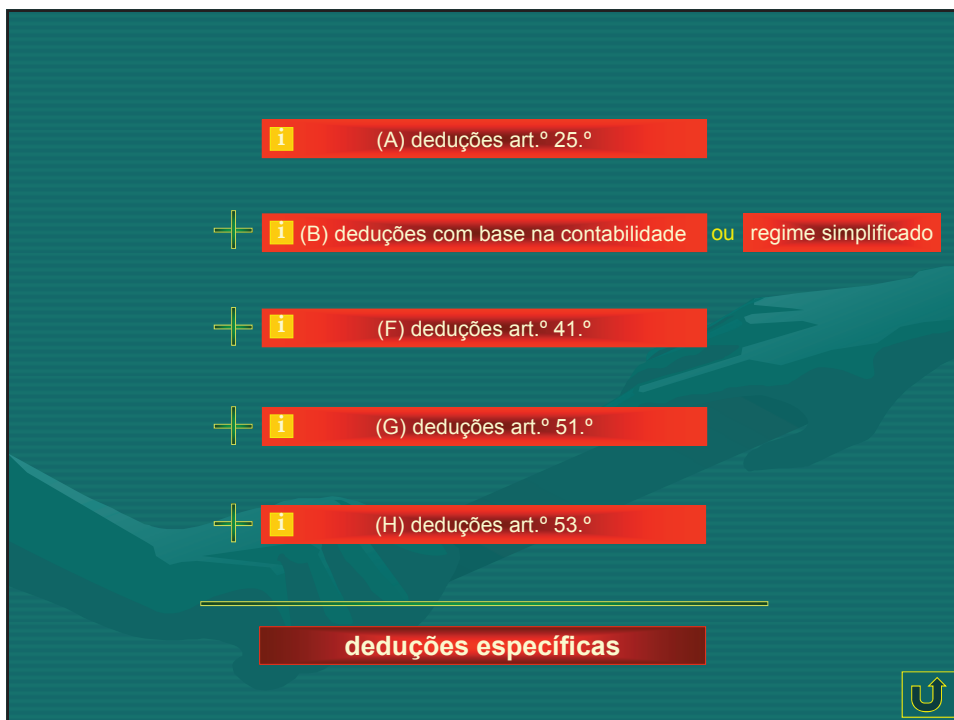 i (A) deduções art.º 25.º
i (B) deduções com base na contabilidade ou regime simplificado
i (F) deduções art.º 41.º
i (G) deduções art.º 51.º
i (H) deduções art.º 53.º
deduções específicas